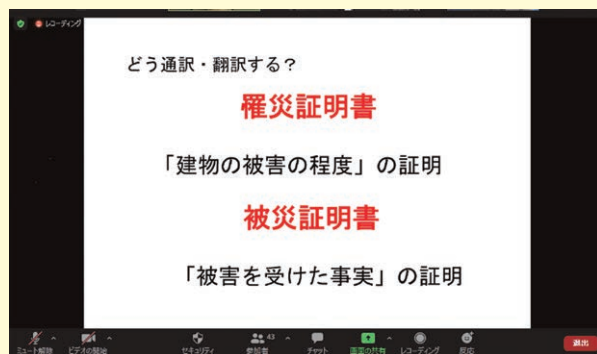 レコーディング
どう通訳・翻訳する？
罹災証明書
「建物の被害の程度」の証明
被災証明書
「被害を受けた事実」の証明
ミュート解除 ビデオの開始 セキュリティ 参加者 43 チャット 画面の共有 レコーディング 反応 退出